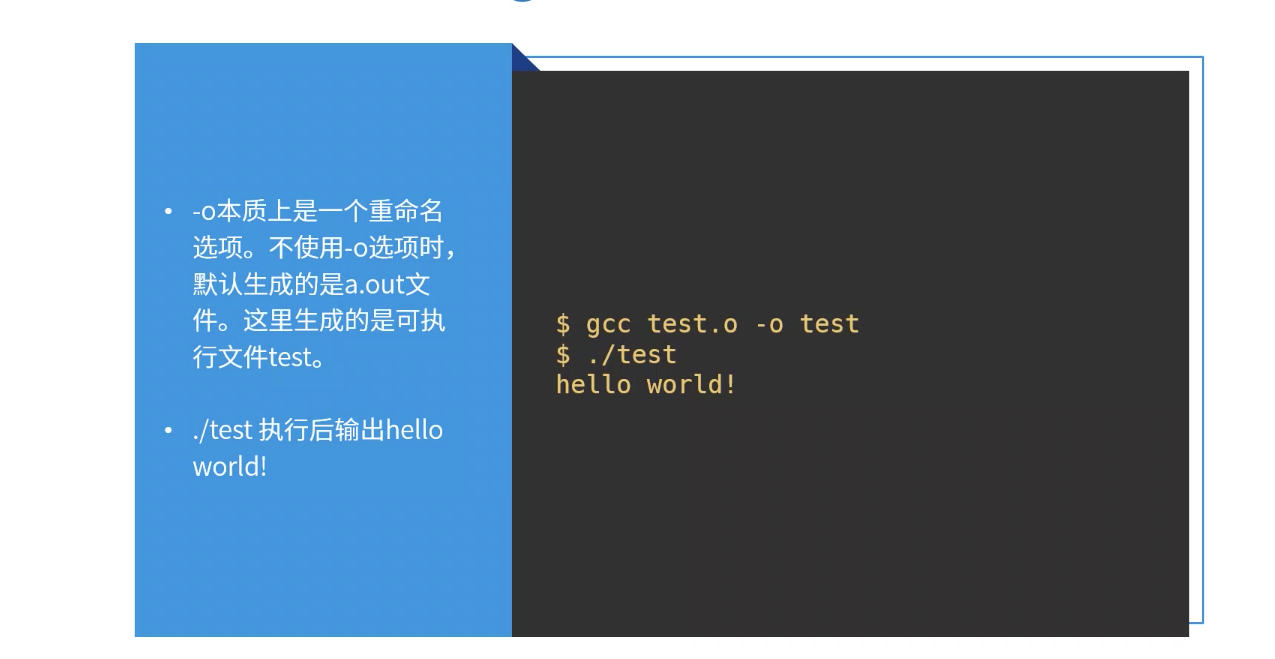 • -o本质上是一个重命名
选项。不使用-o选项时，
默认生成的是a.out文
件。这里生成的是可执
行文件test。
• ./test 执行后输出hello
world!
$ gcc test.o -o test
$ ./test
hello world!